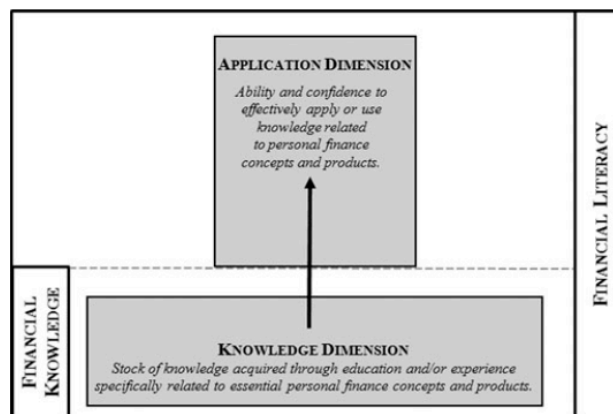 APPLICATION DIMENSION
Ability and confidence to
effectively apply or use
knowledge related
to personal finance
concepts and products.
FINANCIAL LITERACY
FINANCIAL
KNOWLEDGE
KNOWLEDGE DIMENSION
Stock of knowledge acquired through education and/or experience
specifically related to essential personal finance concepts and products.